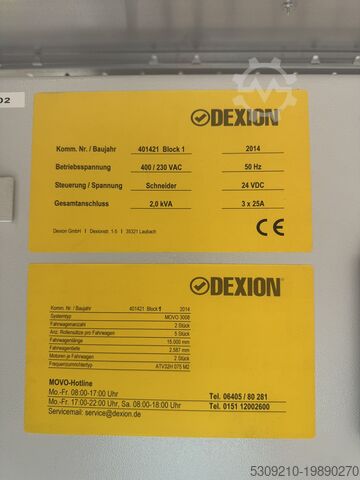 02
DEXION
Komm. Nr. / Baujahr 401421 Block 1 2014
Betriebsspannung 400 / 230 VAC 50 Hz
Steuerung / Spannung Schneider 24 VDC
Gesamtanschluss 2,0 kVA 3 x 25A
Dexion GmbH I Dexionstr. 1-5 I 35321 Laubach
CE
DEXION
Komm. Nr. / Baujahr 401421 Block 1 2014
Systemtyp MOVO 3008
Fahrwagenanzahl 2 Stück
Anz. Rollensätze pro Fahrwagen 5 Stück
Fahrwagenlänge 15.000 mm
Fahrwagentiefe 2.587 mm
Motoren je Fahrwagen 2 Stück
Frequenzumrichtertyp ATV32H 075 M2
MOVO-Hotline
Mo.-Fr. 08:00-17:00 Uhr Tel. 06405 / 80 281
Mo.-Fr. 17:00-22:00 Uhr, Sa. 08:00-18:00 Uhr Tel. 0151 12002600
Servicemail: service@dexion.de
5309210-19890270